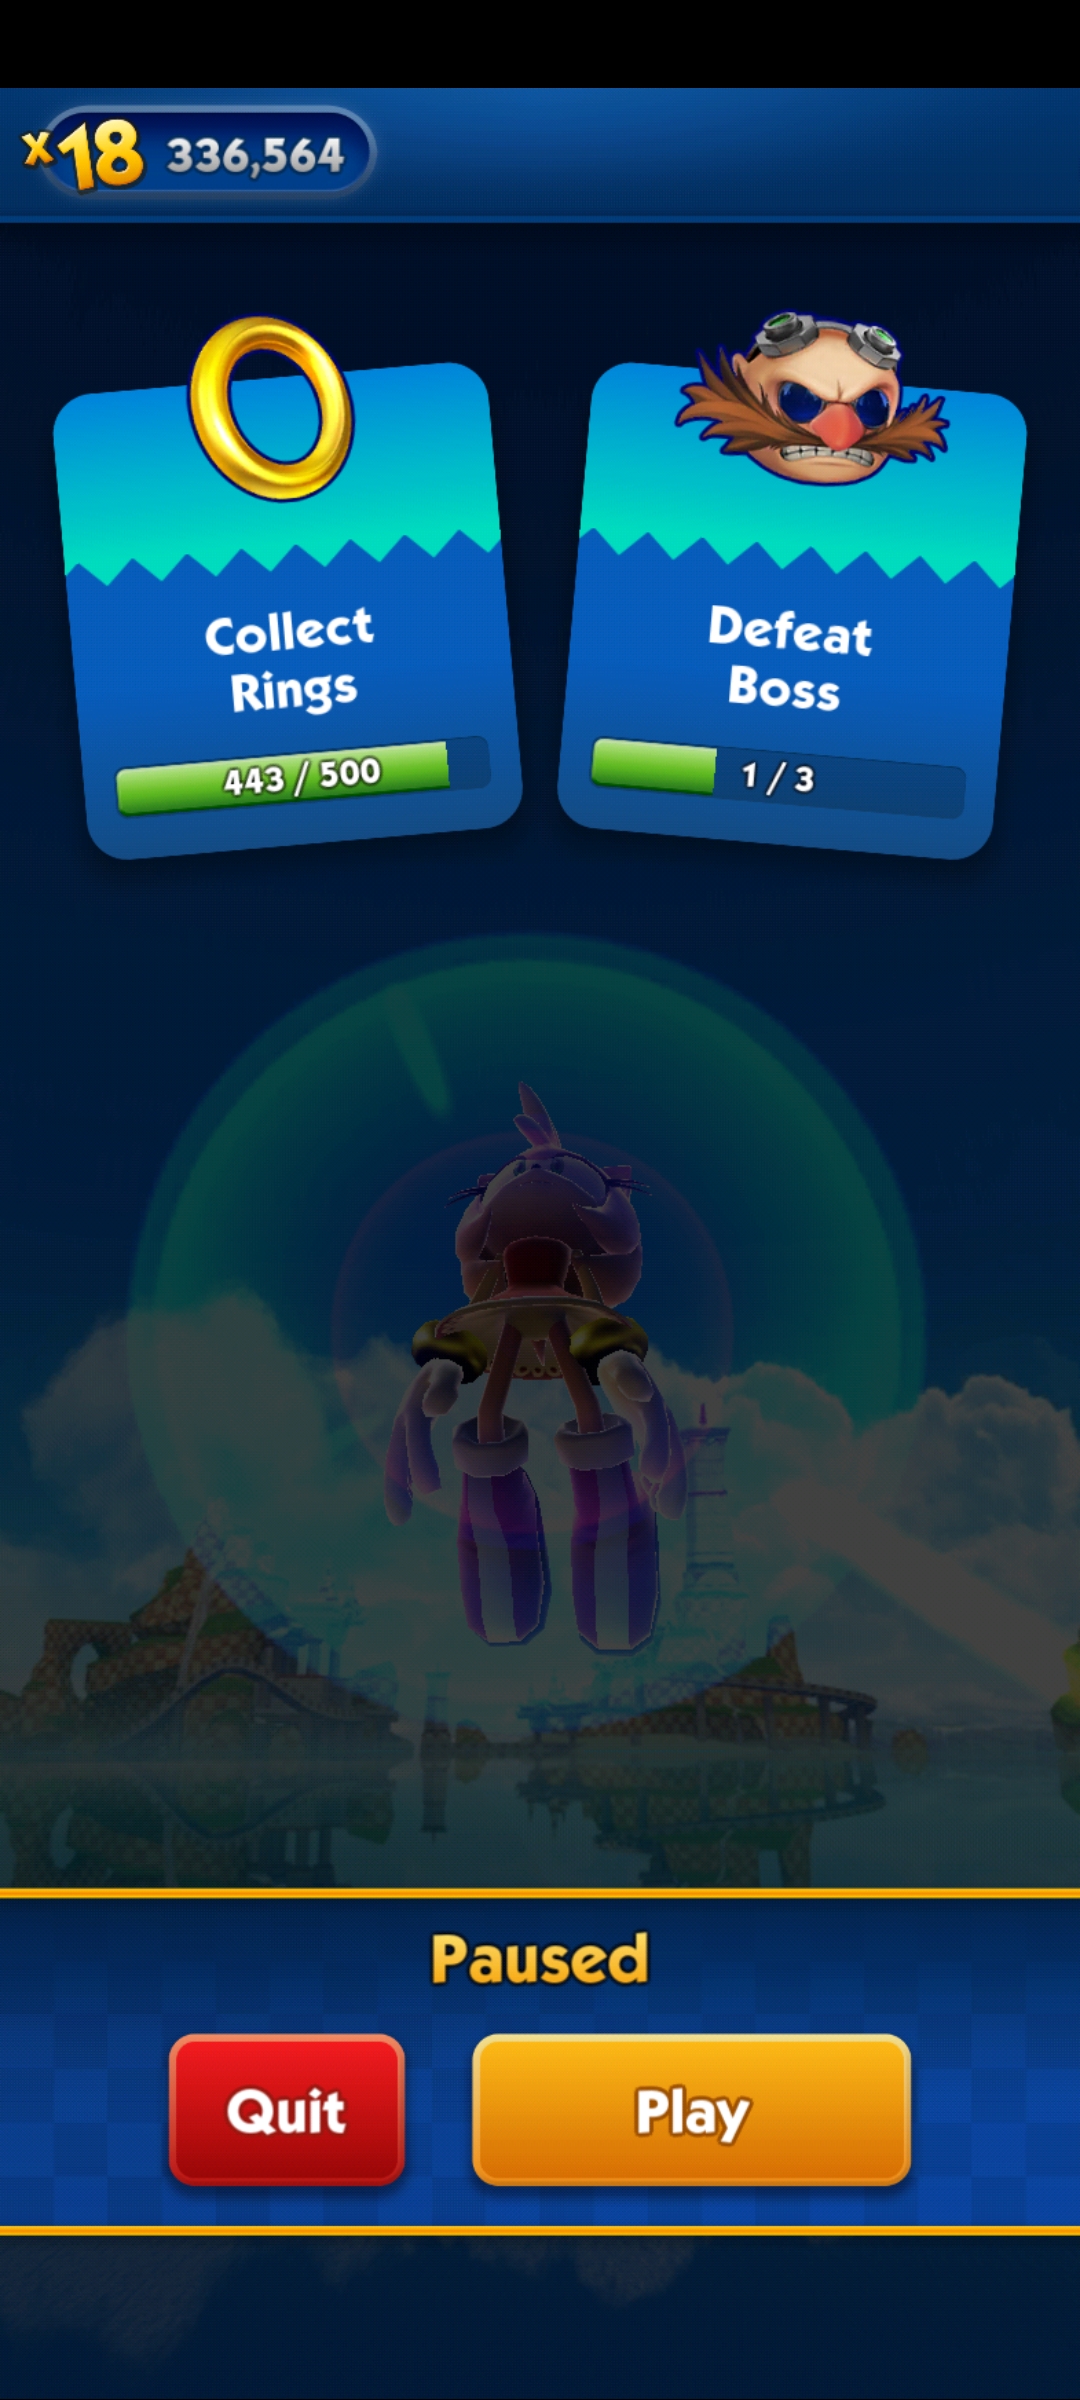 x18 336,564
Collect
Rings
443 / 500
Defeat
Boss
1 / 3
Paused
Quit
Play